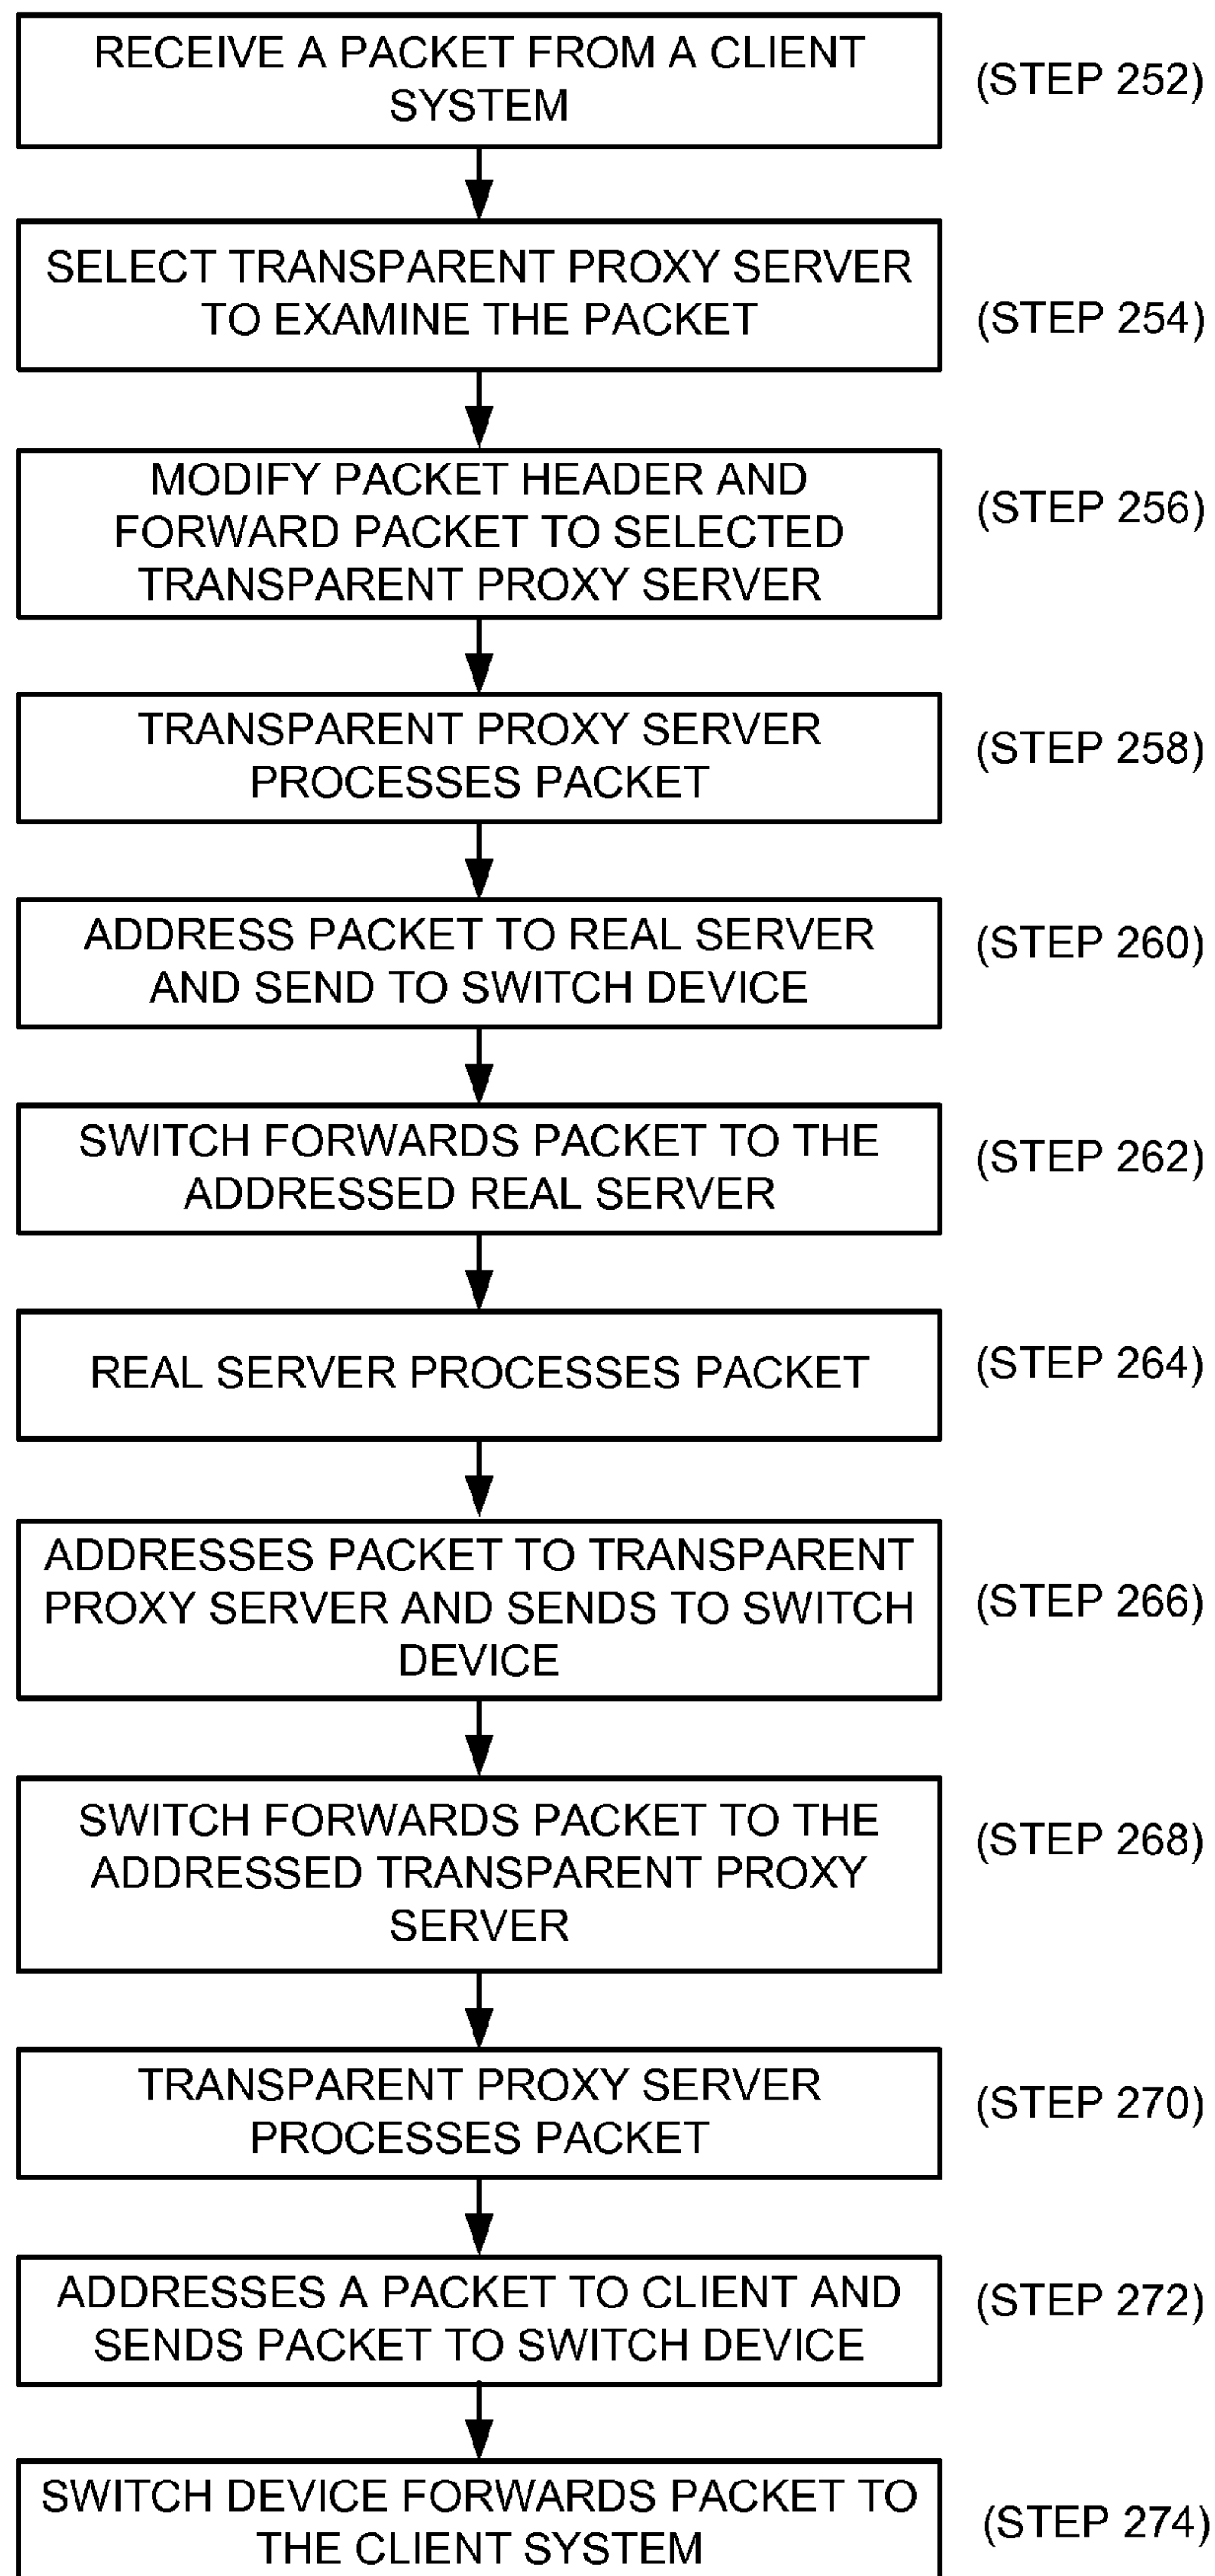 RECEIVE A PACKET FROM A CLIENT
SYSTEM
(STEP 252)
SELECT TRANSPARENT PROXY SERVER
TO EXAMINE THE PACKET
(STEP 254)
MODIFY PACKET HEADER AND
FORWARD PACKET TO SELECTED
TRANSPARENT PROXY SERVER
(STEP 256)
TRANSPARENT PROXY SERVER
PROCESSES PACKET
(STEP 258)
ADDRESS PACKET TO REAL SERVER
AND SEND TO SWITCH DEVICE
(STEP 260)
SWITCH FORWARDS PACKET TO THE
ADDRESSED REAL SERVER
(STEP 262)
REAL SERVER PROCESSES PACKET
(STEP 264)
ADDRESSES PACKET TO TRANSPARENT
PROXY SERVER AND SENDS TO SWITCH
DEVICE
(STEP 266)
SWITCH FORWARDS PACKET TO THE
ADDRESSED TRANSPARENT PROXY
SERVER
(STEP 268)
TRANSPARENT PROXY SERVER
PROCESSES PACKET
(STEP 270)
ADDRESSES A PACKET TO CLIENT AND
SENDS PACKET TO SWITCH DEVICE
(STEP 272)
SWITCH DEVICE FORWARDS PACKET TO
THE CLIENT SYSTEM
(STEP 274)